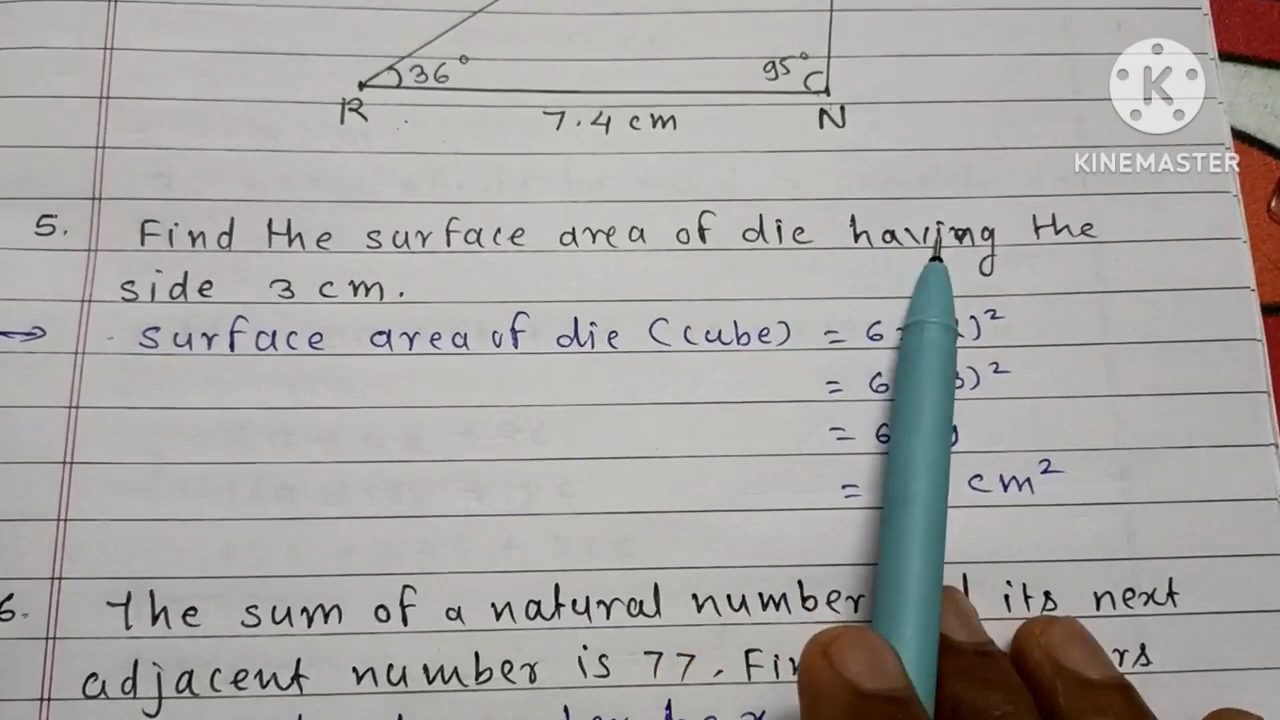 36°
95°
R
7.4 cm
N
KINEMASTER
5. Find the surface area of die having the
side 3 cm.
⇒ surface area of die (cube) = 6 )²
= 6 )²
= 6
= cm²
6. The sum of a natural number its next
adjacent number is 77.